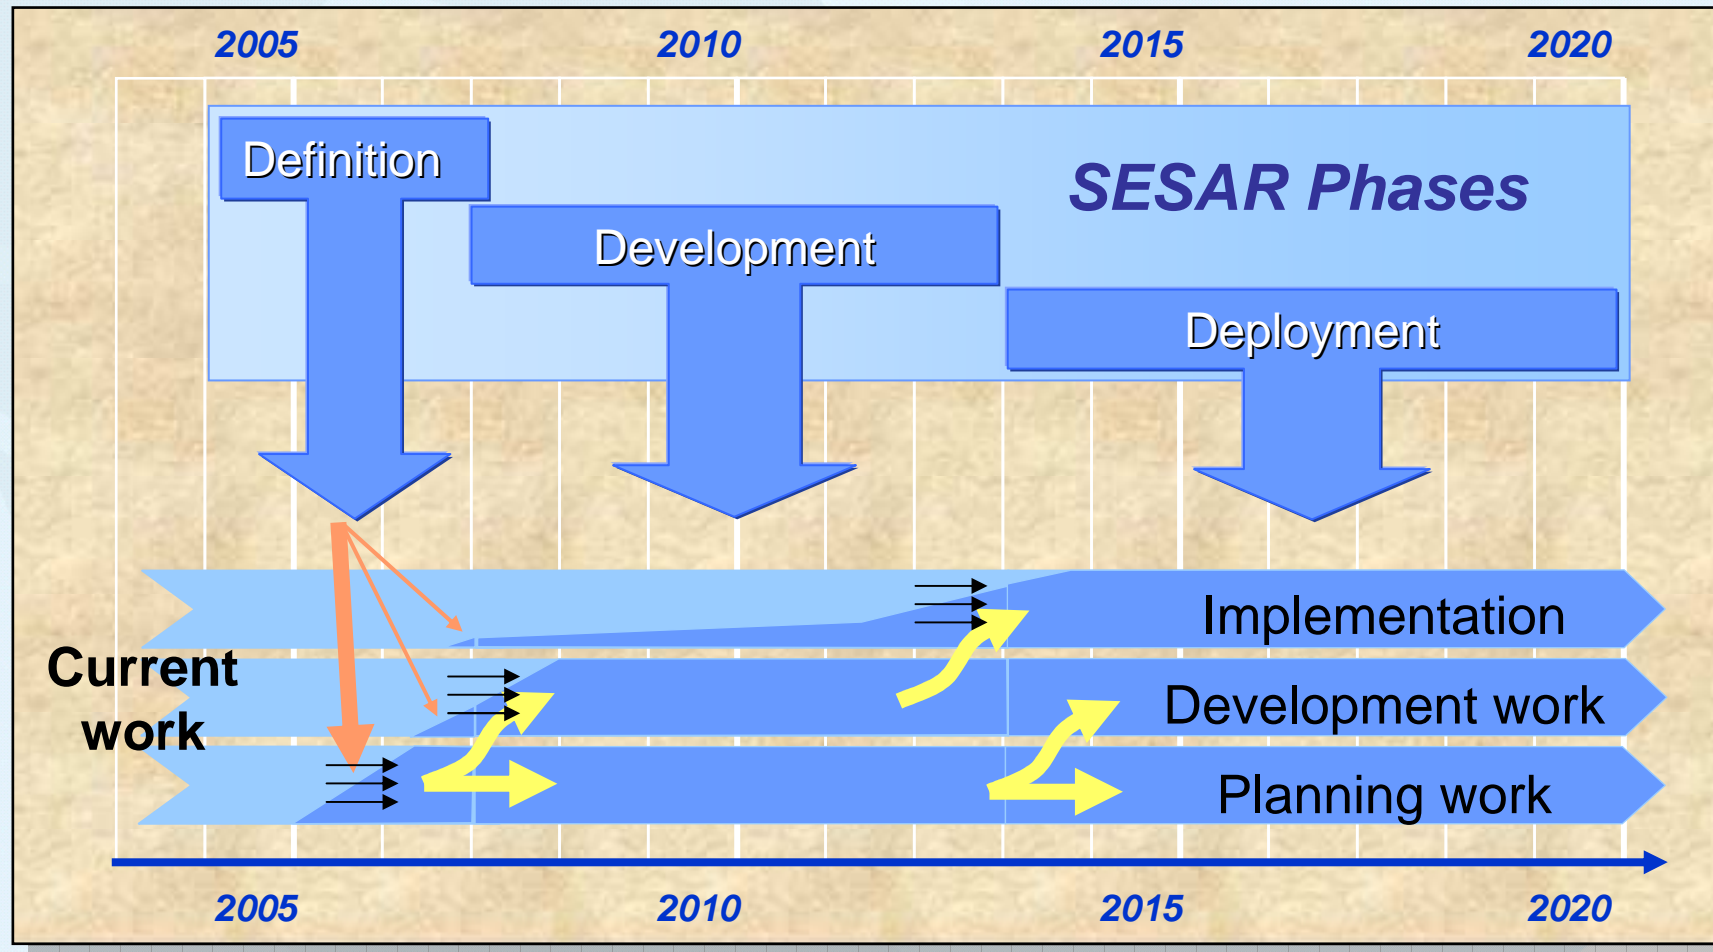 2005 2010 2015 2020
Definition
SESAR Phases
Development
Deployment
Implementation
Current
work
Development work
Planning work
2005 2010 2015 2020